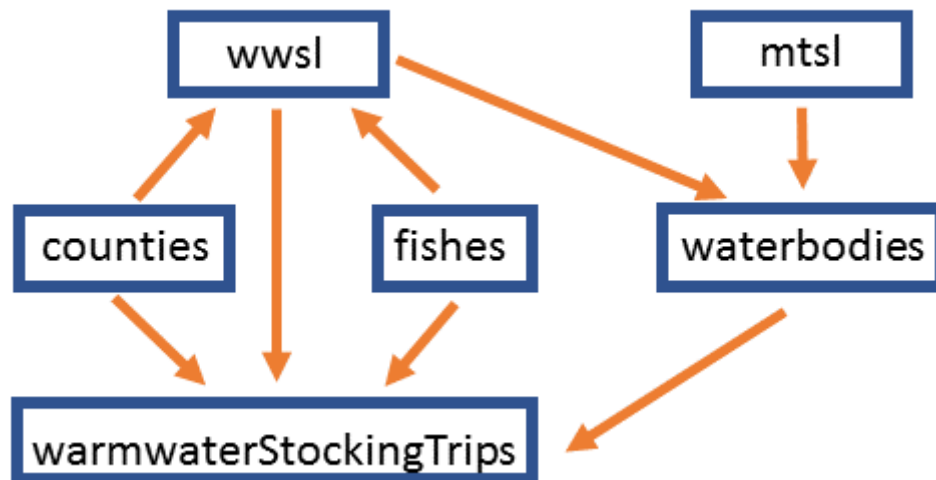 wwsl
mtsl
counties
fishes
waterbodies
warmwaterStockingTrips